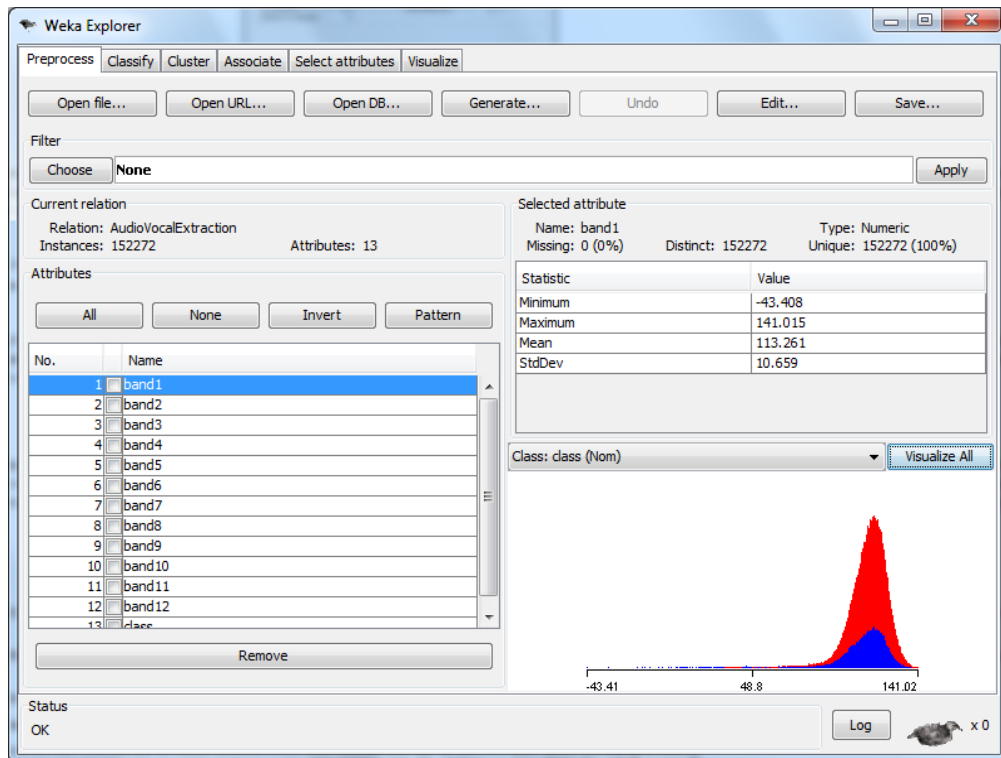 Weka Explorer
Preprocess Classify Cluster Associate Select attributes Visualize
Open file... Open URL... Open DB... Generate... Undo Edit... Save...
Filter
Choose None Apply
Current relation
Relation: AudioVocalExtraction
Instances: 152272 Attributes: 13
Attributes
All None Invert Pattern
No. Name
1 band1
2 band2
3 band3
4 band4
5 band5
6 band6
7 band7
8 band8
9 band9
10 band10
11 band11
12 band12
13 class
Remove
Selected attribute
Name: band1 Type: Numeric
Missing: 0 (0%) Distinct: 152272 Unique: 152272 (100%)
Statistic Value
Minimum -43.408
Maximum 141.015
Mean 113.261
StdDev 10.659
Class: class (Nom) Visualize All
-43.41 48.8 141.02
Status
OK Log x 0